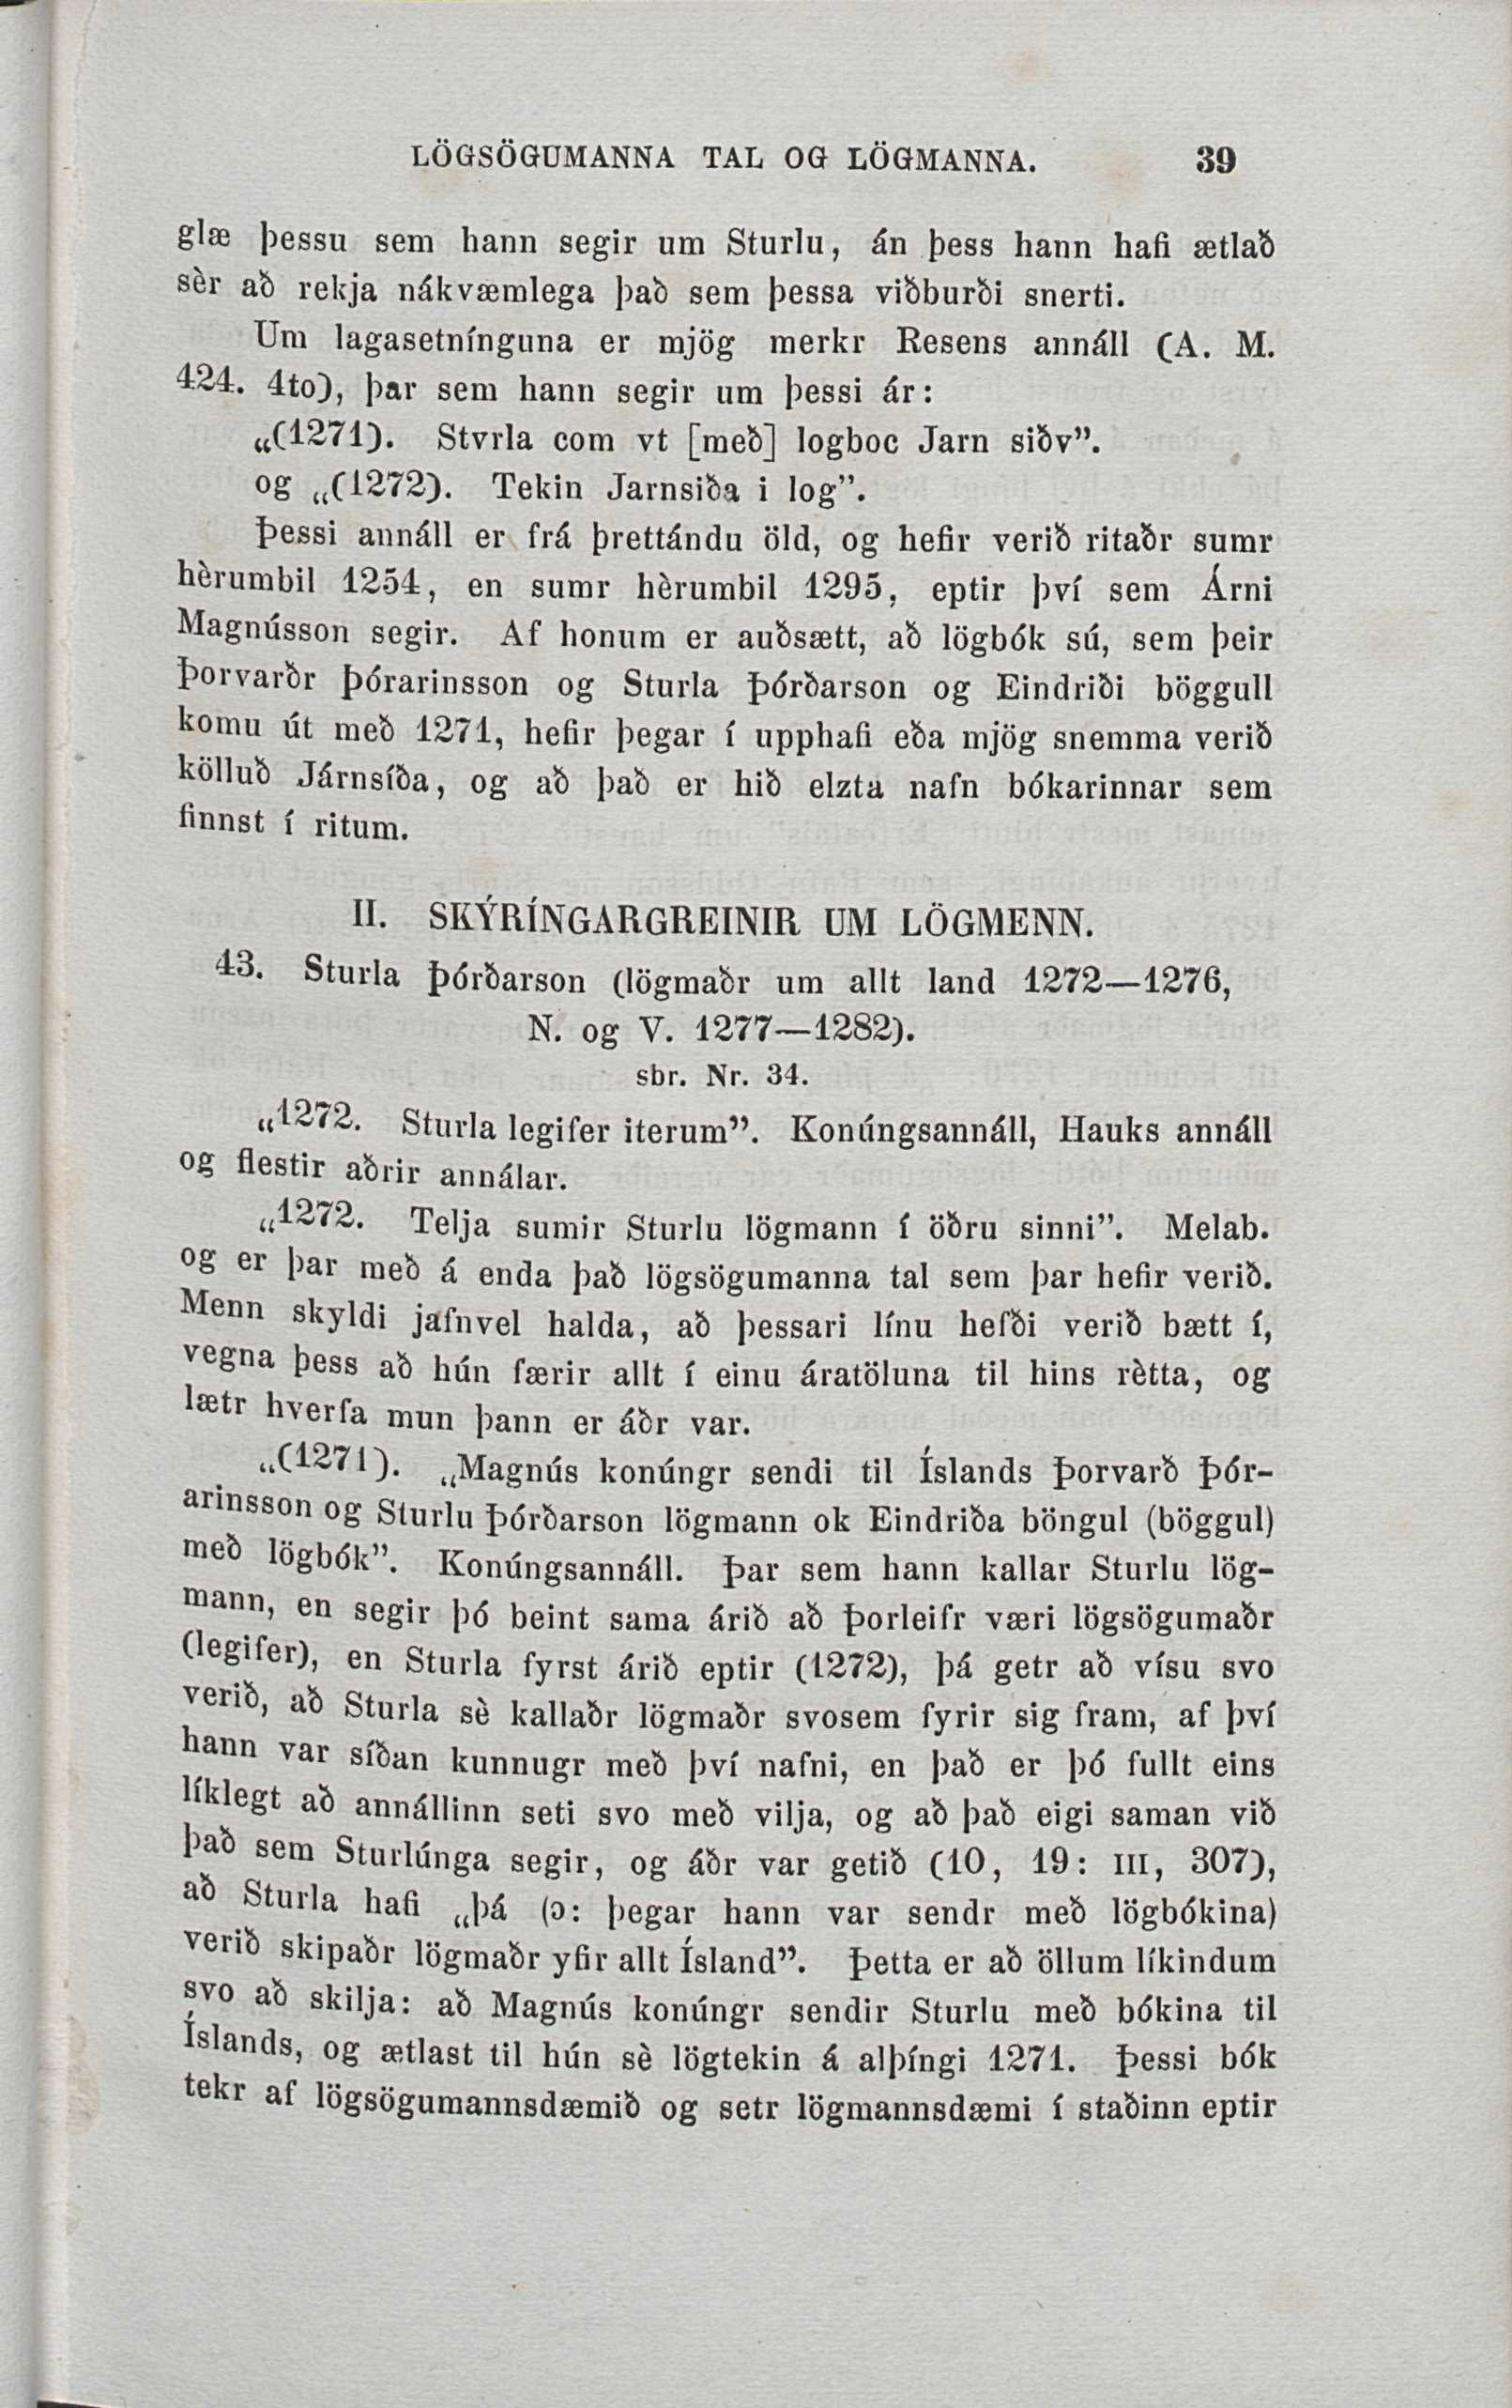 LÖGSÖGUMANNA TAL OG LÖGMANNA. 39
glæ þessu sem hann segir um Sturlu, án þess hann hafi ætlað
sèr að rekja nákvæmlega það sem þessa viðburði snerti.
Um lagasetnínguna er mjög merkr Resens annáll (A. M.
424. 4to), þar sem hann segir um þessi ár:
„(1271). Stvrla com vt [með] logboc Jarn siðv”.
og „(1272). Tekin Jarnsiða i log”.
Þessi annáll er frá þrettándu öld, og hefir verið ritaðr sumr
hèrumbil 1254, en sumr hèrumbil 1295, eptir því sem Árni
Magnússon segir. Af honum er auðsætt, að lögbók sú, sem þeir
Þorvarðr Þórarinsson og Sturla Þórðarson og Eindriði böggull
komu út með 1271, hefir þegar í upphafi eða mjög snemma verið
kölluð Járnsíða, og að það er hið elzta nafn bókarinnar sem
finnst í ritum.
II. SKÝRÍNGARGREINIR UM LÖGMENN.
43. Sturla Þórðarson (lögmaðr um allt land 1272—1276,
N. og V. 1277—1282).
sbr. Nr. 34.
„1272. Sturla legifer iterum”. Konúngsannáll, Hauks annáll
og flestir aðrir annálar.
„1272. Telja sumir Sturlu lögmann í öðru sinni”. Melab.
og er þar með á enda það lögsögumanna tal sem þar hefir verið.
Menn skyldi jafnvel halda, að þessari línu hefði verið bætt í,
vegna þess að hún færir allt í einu áratöluna til hins rètta, og
lætr hverfa mun þann er áðr var.
„(1271). „Magnús konúngr sendi til Íslands Þorvarð Þór-
arinsson og Sturlu Þórðarson lögmann ok Eindriða böngul (böggul)
með lögbók”. Konúngsannáll. Þar sem hann kallar Sturlu lög-
mann, en segir þó beint sama árið að Þorleifr væri lögsögumaðr
(legifer), en Sturla fyrst árið eptir (1272), þá getr að vísu svo
verið, að Sturla sè kallaðr lögmaðr svosem fyrir sig fram, af því
hann var síðan kunnugr með því nafni, en það er þó fullt eins
líklegt að annállinn seti svo með vilja, og að það eigi saman við
það sem Sturlúnga segir, og áðr var getið (10, 19: III, 307),
að Sturla hafi „þá (ɔ: þegar hann var sendr með lögbókina)
verið skipaðr lögmaðr yfir allt Ísland”. Þetta er að öllum líkindum
svo að skilja: að Magnús konúngr sendir Sturlu með bókina til
Íslands, og ætlast til hún sè lögtekin á alþíngi 1271. Þessi bók
tekr af lögsögumannsdæmið og setr lögmannsdæmi í staðinn eptir